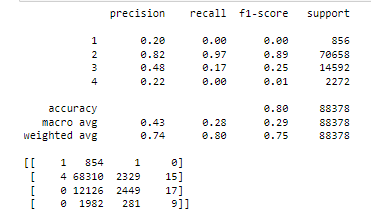 precision recall f1-score support
1 0.20 0.00 0.00 856
2 0.82 0.97 0.89 70658
3 0.48 0.17 0.25 14592
4 0.22 0.00 0.01 2272
accuracy 0.80 88378
macro avg 0.43 0.28 0.29 88378
weighted avg 0.74 0.80 0.75 88378
[[ 1 854 1 0]
[ 4 68310 2329 15]
[ 0 12126 2449 17]
[ 0 1982 281 9]]